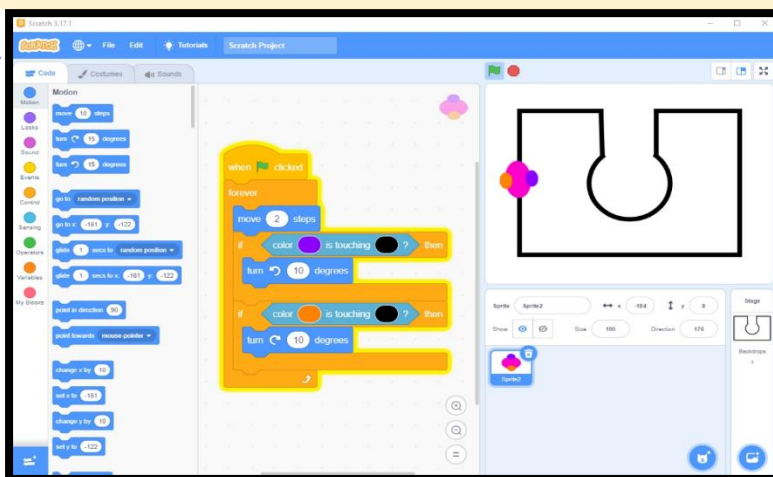 Scratch 3.17.1
SCRATCH File Edit Tutorials Scratch Project
Code Costumes Sounds
Motion
Looks
Sound
Events
Control
Sensing
Operators
Variables
My Blocks
Motion
move 10 steps
turn 15 degrees
turn 15 degrees
go to random position
go to x: -161 y: -122
glide 1 secs to random position
glide 1 secs to x: -161 y: -122
point in direction 90
point towards mouse-pointer
change x by 10
set x to -161
change y by 10
set y to -122
when clicked
forever
move 2 steps
if color is touching ? then
turn 10 degrees
if color is touching ? then
turn 10 degrees
Sprite Sprite2 x y
Show Size 100 Direction 175
Sprite2
Stage
Backdrops
1